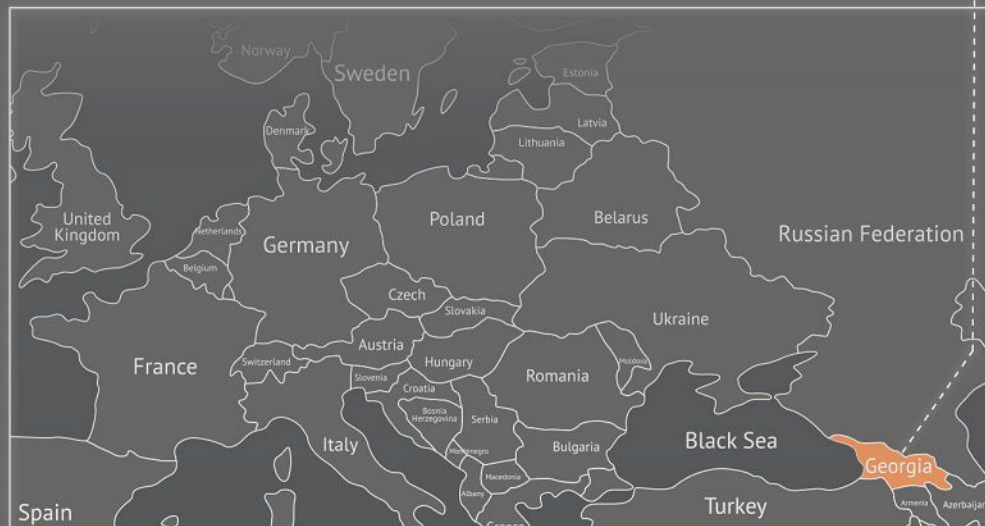 Norway
Sweden
Estonia
Denmark
Latvia
Lithuania
United
Kingdom
Netherlands
Germany
Poland
Belarus
Russian Federation
Belgium
Czech
Slovakia
Ukraine
France
Switzerland
Austria
Hungary
Moldova
Slovenia
Croatia
Romania
Bosnia
Herzegovina
Serbia
Italy
Montenegro
Bulgaria
Black Sea
Georgia
Macedonia
Albany
Spain
Turkey
Armenia
Azerbaijan
Greece